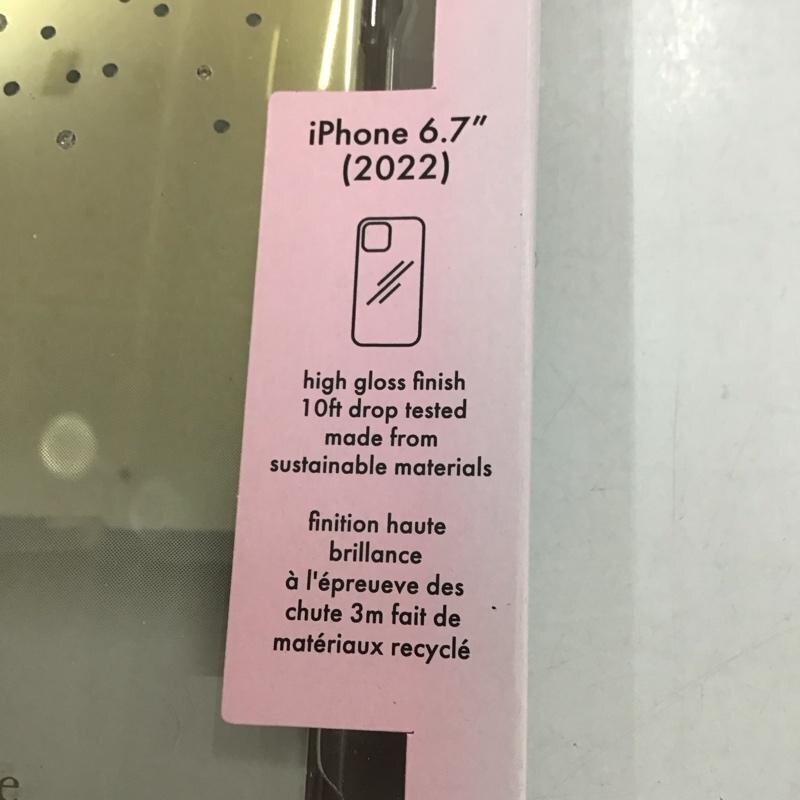 iPhone 6.7”
(2022)
high gloss finish
10ft drop tested
made from
sustainable materials
finition haute
brillance
à l'épreueve des
chute 3m fait de
matériaux recyclé
e